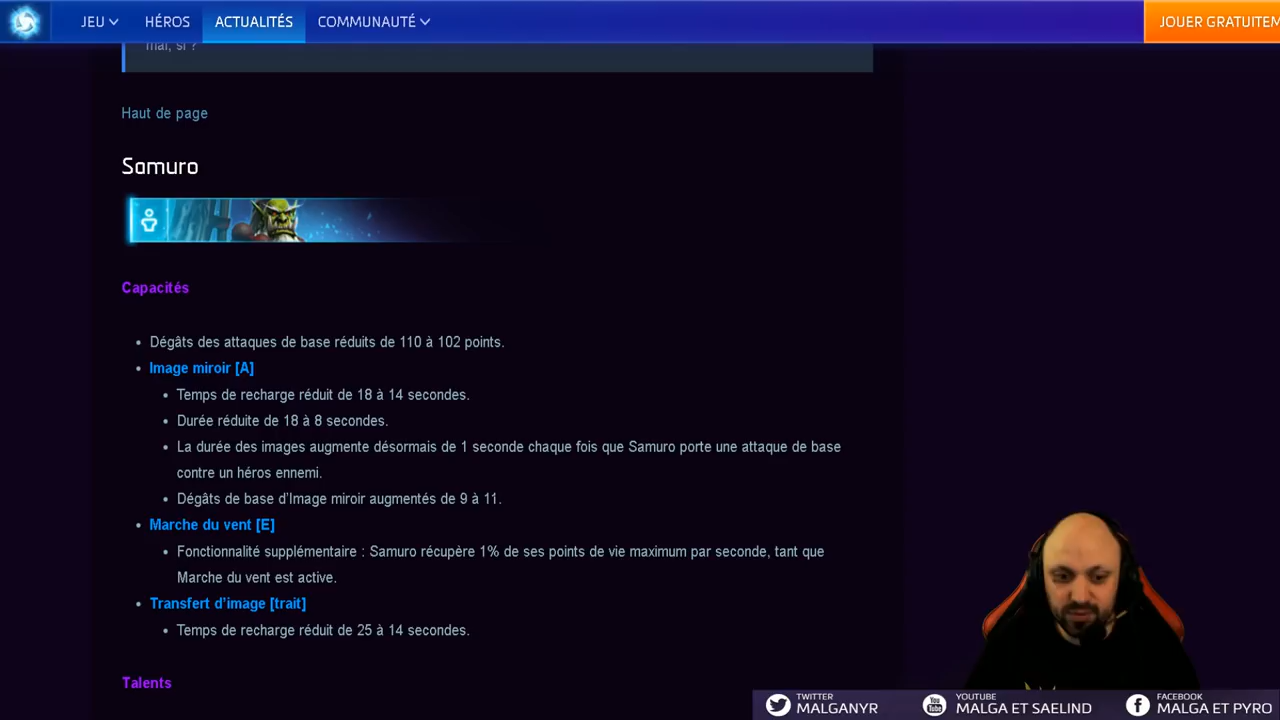 JEU HÉROS ACTUALITÉS COMMUNAUTÉ JOUER GRATUITEM
mal, si ?
Haut de page
Samuro
Capacités
• Dégâts des attaques de base réduits de 110 à 102 points.
• Image miroir [A]
• Temps de recharge réduit de 18 à 14 secondes.
• Durée réduite de 18 à 8 secondes.
• La durée des images augmente désormais de 1 seconde chaque fois que Samuro porte une attaque de base
contre un héros ennemi.
• Dégâts de base d'Image miroir augmentés de 9 à 11.
• Marche du vent [E]
• Fonctionnalité supplémentaire : Samuro récupère 1% de ses points de vie maximum par seconde, tant que
Marche du vent est active.
• Transfert d'image [trait]
• Temps de recharge réduit de 25 à 14 secondes.
Talents
TWITTER
MALGANYR
YOUTUBE
MALGA ET SAELIND
FACEBOOK
MALGA ET PYRO